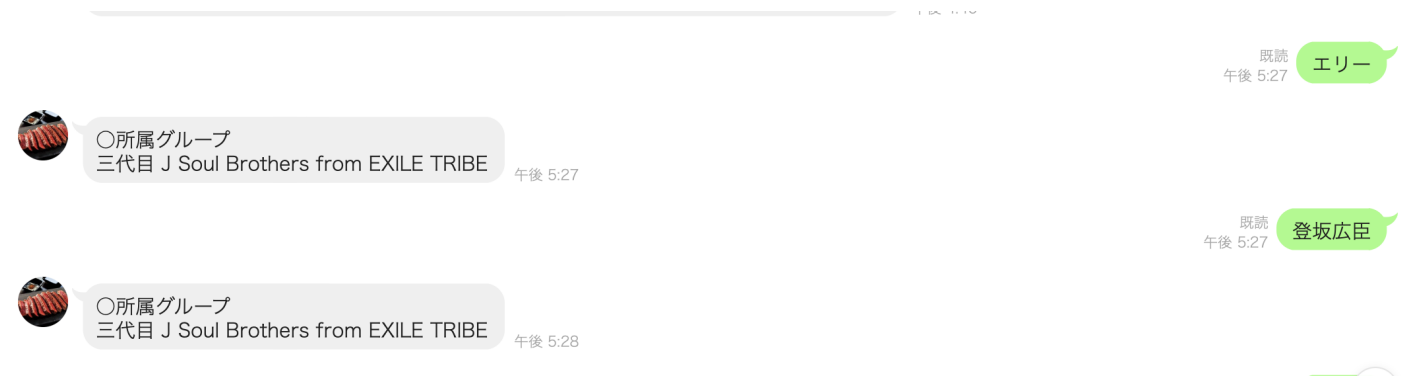 既読
午後 5:27
エリー
〇所属グループ
三代目 J Soul Brothers from EXILE TRIBE
午後 5:27
既読
午後 5:27
登坂広臣
〇所属グループ
三代目 J Soul Brothers from EXILE TRIBE
午後 5:28